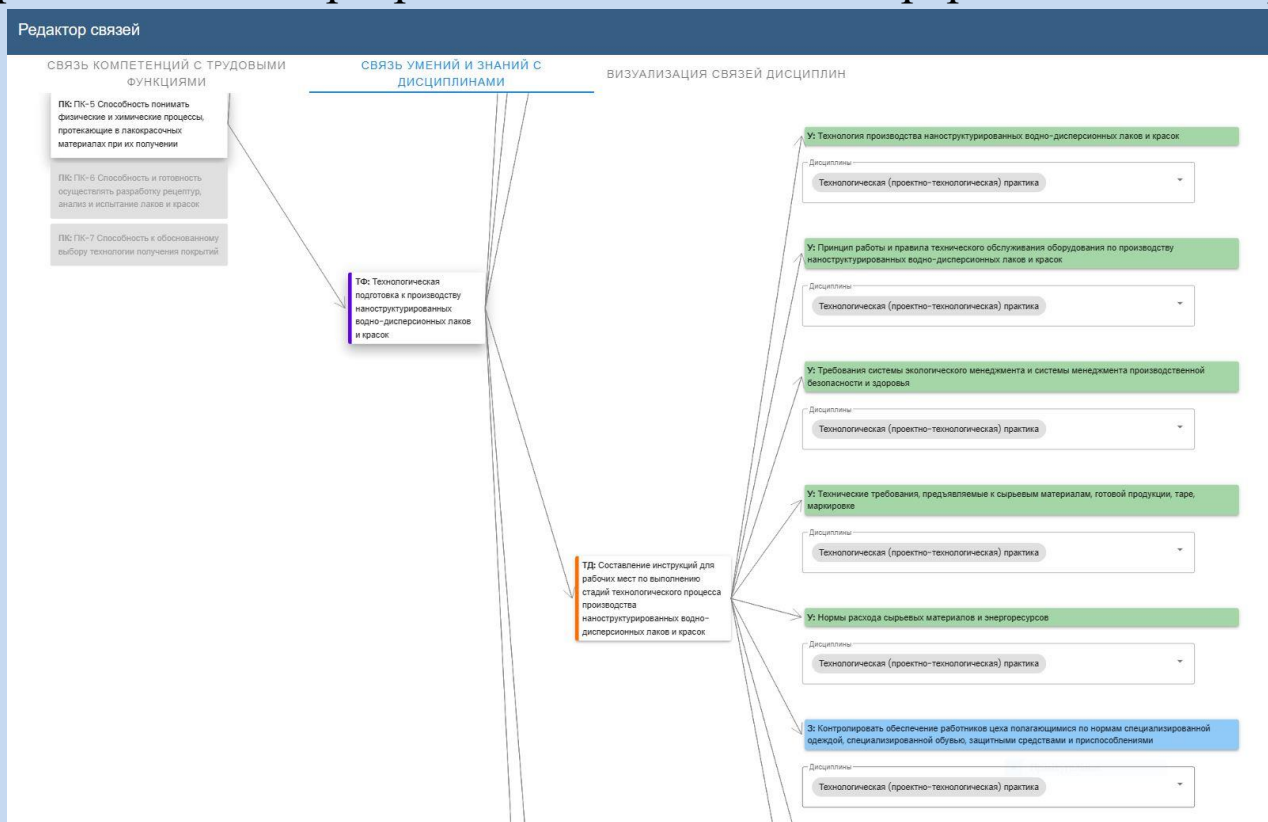 Редактор связей
СВЯЗЬ КОМПЕТЕНЦИЙ С ТРУДОВЫМИ
ФУНКЦИЯМИ
СВЯЗЬ УМЕНИЙ И ЗНАНИЙ С
ДИСЦИПЛИНАМИ
ВИЗУАЛИЗАЦИЯ СВЯЗЕЙ ДИСЦИПЛИН
ПК: ПК-5 Способность понимать
физические и химические процессы,
протекающие в лакокрасочных
материалах при их получении
ПК: ПК-6 Способность и готовность
осуществлять разработку рецептур,
анализ и испытание лаков и красок
ПК: ПК-7 Способность к обоснованному
выбору технологии получения покрытий
ТФ: Технологическая
подготовка к производству
наноструктурированных
водно-дисперсионных лаков
и красок
ТД: Составление инструкций для
рабочих мест по выполнению
стадий технологического процесса
производства
наноструктурированных водно-
дисперсионных лаков и красок
У: Технология производства наноструктурированных водно-дисперсионных лаков и красок
Дисциплины
Технологическая (проектно-технологическая) практика
У: Принцип работы и правила технического обслуживания оборудования по производству
наноструктурированных водно-дисперсионных лаков и красок
Дисциплины
Технологическая (проектно-технологическая) практика
У: Требования системы экологического менеджмента и системы менеджмента производственной
безопасности и здоровья
Дисциплины
Технологическая (проектно-технологическая) практика
У: Технические требования, предъявляемые к сырьевым материалам, готовой продукции, таре,
маркировке
Дисциплины
Технологическая (проектно-технологическая) практика
У: Нормы расхода сырьевых материалов и энергоресурсов
Дисциплины
Технологическая (проектно-технологическая) практика
З: Контролировать обеспечение работников цеха полагающимися по нормам специализированной
одеждой, специализированной обувью, защитными средствами и приспособлениями
Дисциплины
Технологическая (проектно-технологическая) практика